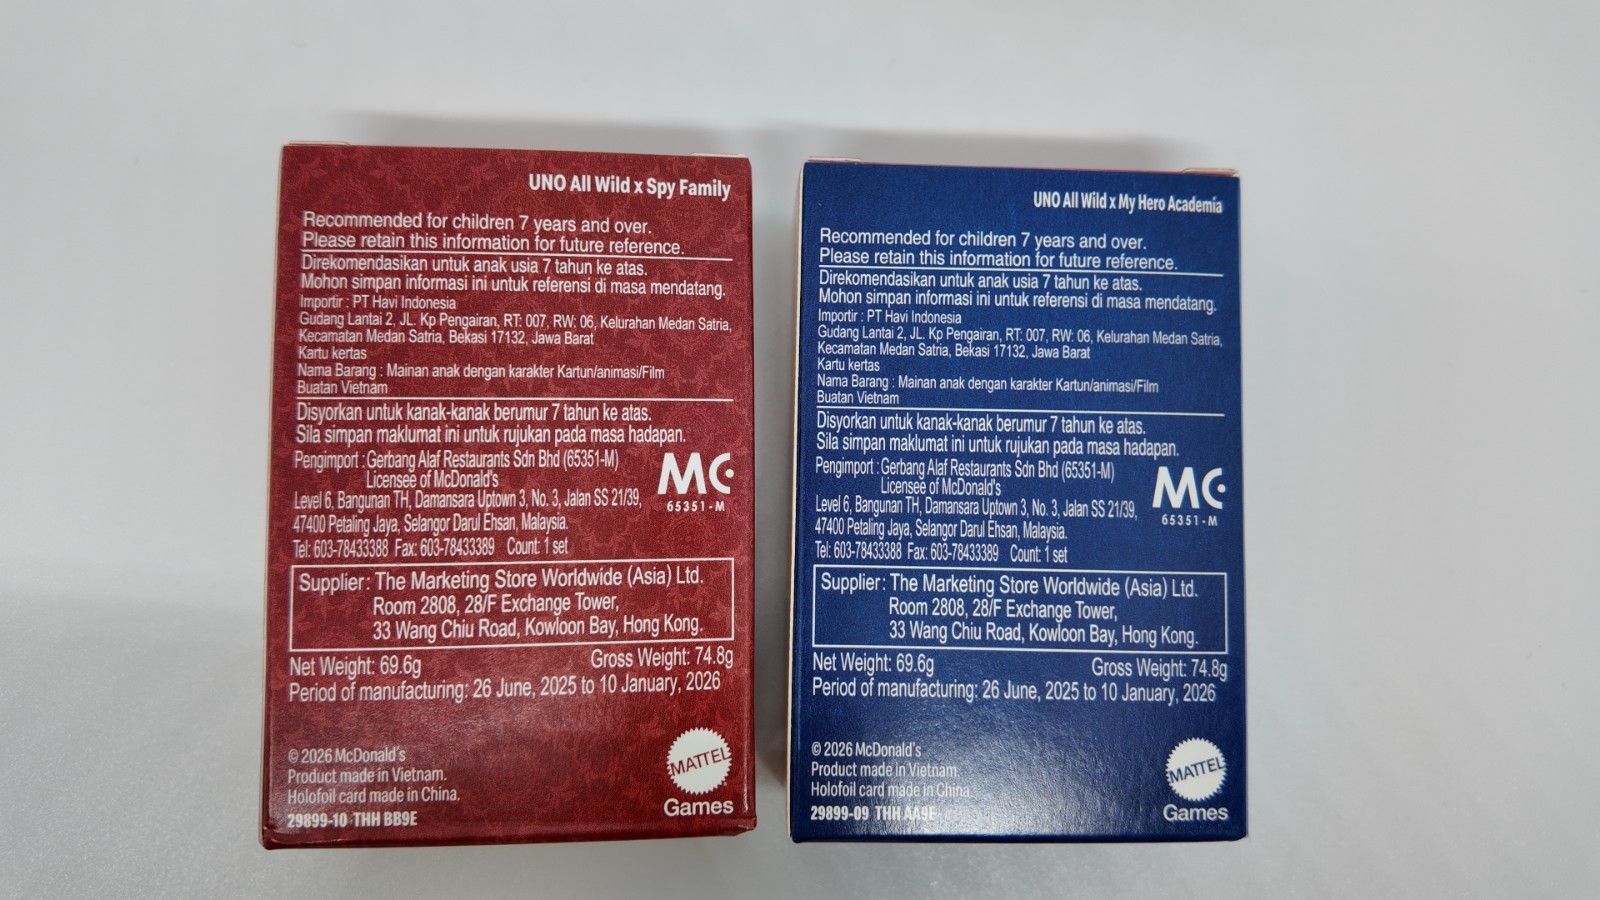 UNO All Wild x Spy Family
Recommended for children 7 years and over.
Please retain this information for future reference.
Direkomendasikan untuk anak usia 7 tahun ke atas.
Mohon simpan informasi ini untuk referensi di masa mendatang.
Importir : PT Havi Indonesia
Gudang Lantai 2, JL. Kp Pengairan, RT: 007, RW: 06, Kelurahan Medan Satria,
Kecamatan Medan Satria, Bekasi 17132, Jawa Barat
Kartu kertas
Nama Barang : Mainan anak dengan karakter Kartun/animasi/Film
Buatan Vietnam
Disyorkan untuk kanak-kanak berumur 7 tahun ke atas.
Sila simpan maklumat ini untuk rujukan pada masa hadapan.
Pengimport : Gerbang Alaf Restaurants Sdn Bhd (65351-M)
Licensee of McDonald's
Level 6, Bangunan TH, Damansara Uptown 3, No. 3, Jalan SS 21/39,
47400 Petaling Jaya, Selangor Darul Ehsan, Malaysia.
Tel: 603-78433388 Fax: 603-78433389 Count: 1 set
MC
65351-M
Supplier: The Marketing Store Worldwide (Asia) Ltd.
Room 2808, 28/F Exchange Tower,
33 Wang Chiu Road, Kowloon Bay, Hong Kong.
Net Weight: 69.6g Gross Weight: 74.8g
Period of manufacturing: 26 June, 2025 to 10 January, 2026
© 2026 McDonald's
Product made in Vietnam.
Holofoil card made in China.
29899-10 THH BB9E
MATTEL
Games
UNO All Wild x My Hero Academia
Recommended for children 7 years and over.
Please retain this information for future reference.
Direkomendasikan untuk anak usia 7 tahun ke atas.
Mohon simpan informasi ini untuk referensi di masa mendatang.
Importir : PT Havi Indonesia
Gudang Lantai 2, JL. Kp Pengairan, RT: 007, RW: 06, Kelurahan Medan Satria,
Kecamatan Medan Satria, Bekasi 17132, Jawa Barat
Kartu kertas
Nama Barang : Mainan anak dengan karakter Kartun/animasi/Film
Buatan Vietnam
Disyorkan untuk kanak-kanak berumur 7 tahun ke atas.
Sila simpan maklumat ini untuk rujukan pada masa hadapan.
Pengimport : Gerbang Alaf Restaurants Sdn Bhd (65351-M)
Licensee of McDonald's
Level 6, Bangunan TH, Damansara Uptown 3, No. 3, Jalan SS 21/39,
47400 Petaling Jaya, Selangor Darul Ehsan, Malaysia.
Tel: 603-78433388 Fax: 603-78433389 Count: 1 set
MC
65351-M
Supplier: The Marketing Store Worldwide (Asia) Ltd.
Room 2808, 28/F Exchange Tower,
33 Wang Chiu Road, Kowloon Bay, Hong Kong.
Net Weight: 69.6g Gross Weight: 74.8g
Period of manufacturing: 26 June, 2025 to 10 January, 2026
© 2026 McDonald's
Product made in Vietnam.
Holofoil card made in China.
29899-09 THH AA9E
MATTEL
Games